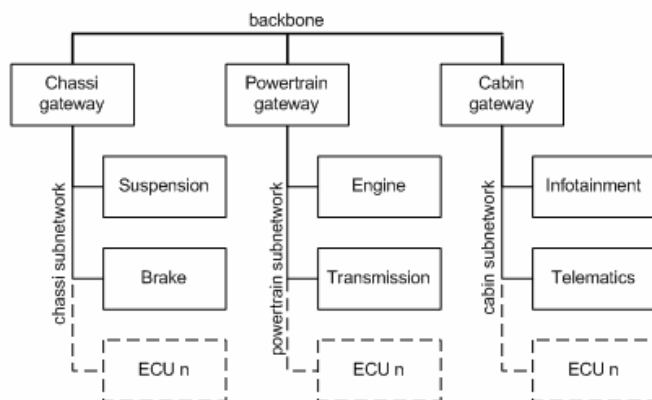 backbone
Chassi
gateway
Powertrain
gateway
Cabin
gateway
chassi subnetwork
Suspension
Brake
ECU n
powertrain subnetwork
Engine
Transmission
ECU n
cabin subnetwork
Infotainment
Telematics
ECU n